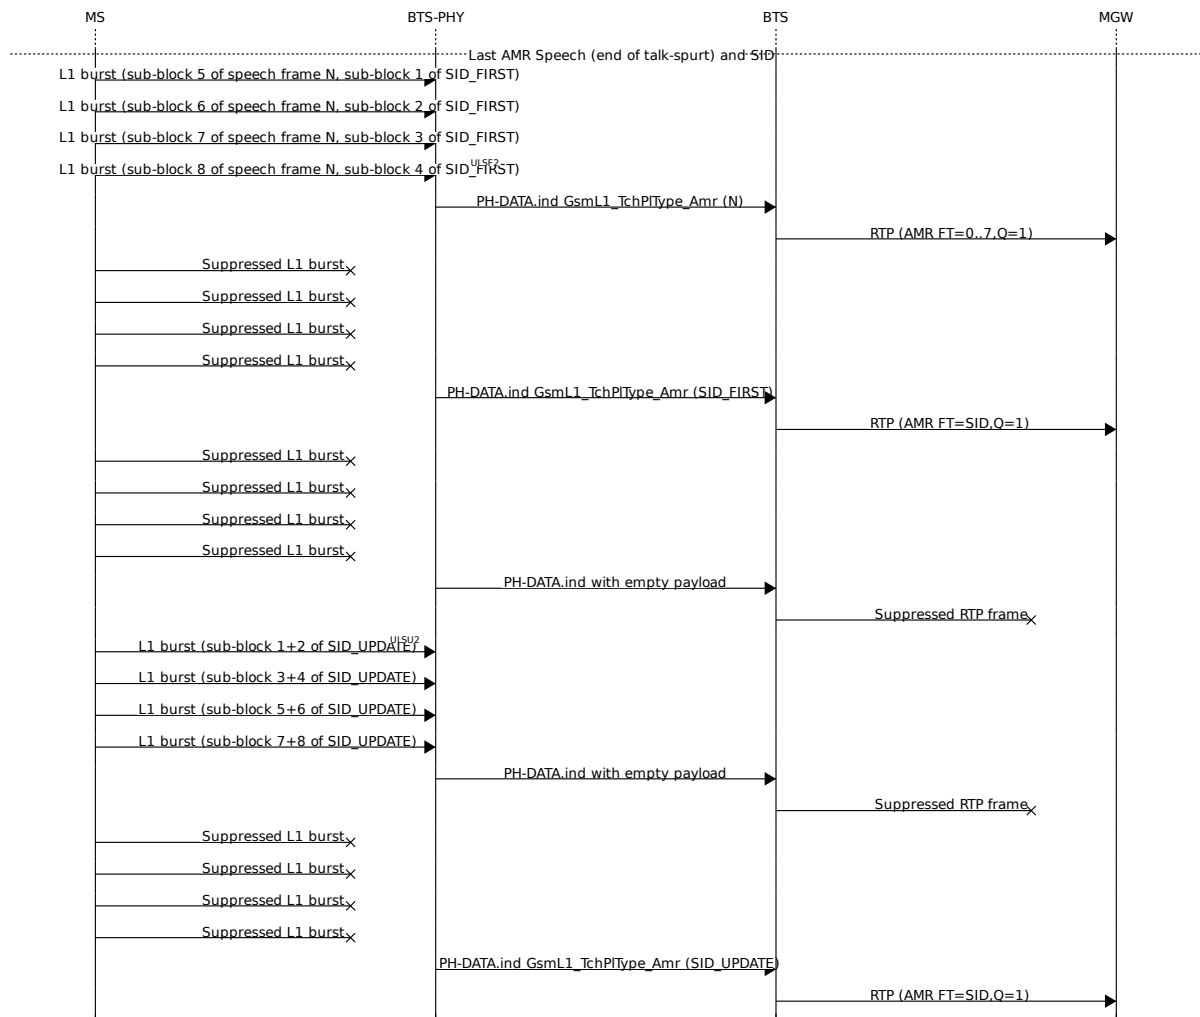 MS BTS-PHY BTS MGW
Last AMR Speech (end of talk-spurt) and SID
L1 burst (sub-block 5 of speech frame N, sub-block 1 of SID_FIRST)
L1 burst (sub-block 6 of speech frame N, sub-block 2 of SID_FIRST)
L1 burst (sub-block 7 of speech frame N, sub-block 3 of SID_FIRST)
L1 burst (sub-block 8 of speech frame N, sub-block 4 of SID_FIRST) ULSF2
PH-DATA.ind GsmL1_TchPlType_Amr (N)
RTP (AMR FT=0..7,Q=1)
Suppressed L1 burst
Suppressed L1 burst
Suppressed L1 burst
Suppressed L1 burst
PH-DATA.ind GsmL1_TchPlType_Amr (SID_FIRST)
RTP (AMR FT=SID,Q=1)
Suppressed L1 burst
Suppressed L1 burst
Suppressed L1 burst
Suppressed L1 burst
PH-DATA.ind with empty payload
Suppressed RTP frame
L1 burst (sub-block 1+2 of SID_UPDATE) ULSU2
L1 burst (sub-block 3+4 of SID_UPDATE)
L1 burst (sub-block 5+6 of SID_UPDATE)
L1 burst (sub-block 7+8 of SID_UPDATE)
PH-DATA.ind with empty payload
Suppressed RTP frame
Suppressed L1 burst
Suppressed L1 burst
Suppressed L1 burst
Suppressed L1 burst
PH-DATA.ind GsmL1_TchPlType_Amr (SID_UPDATE)
RTP (AMR FT=SID,Q=1)